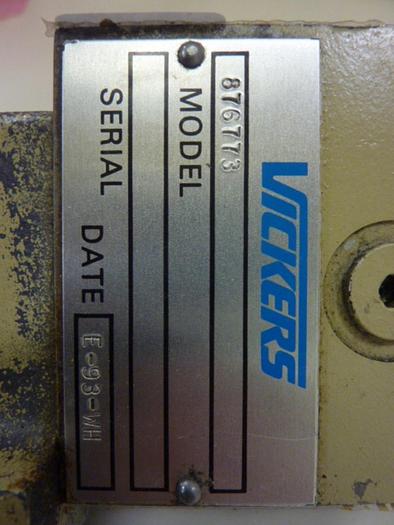 VICKERS
876773
MODEL
SERIAL DATE E-93-WH